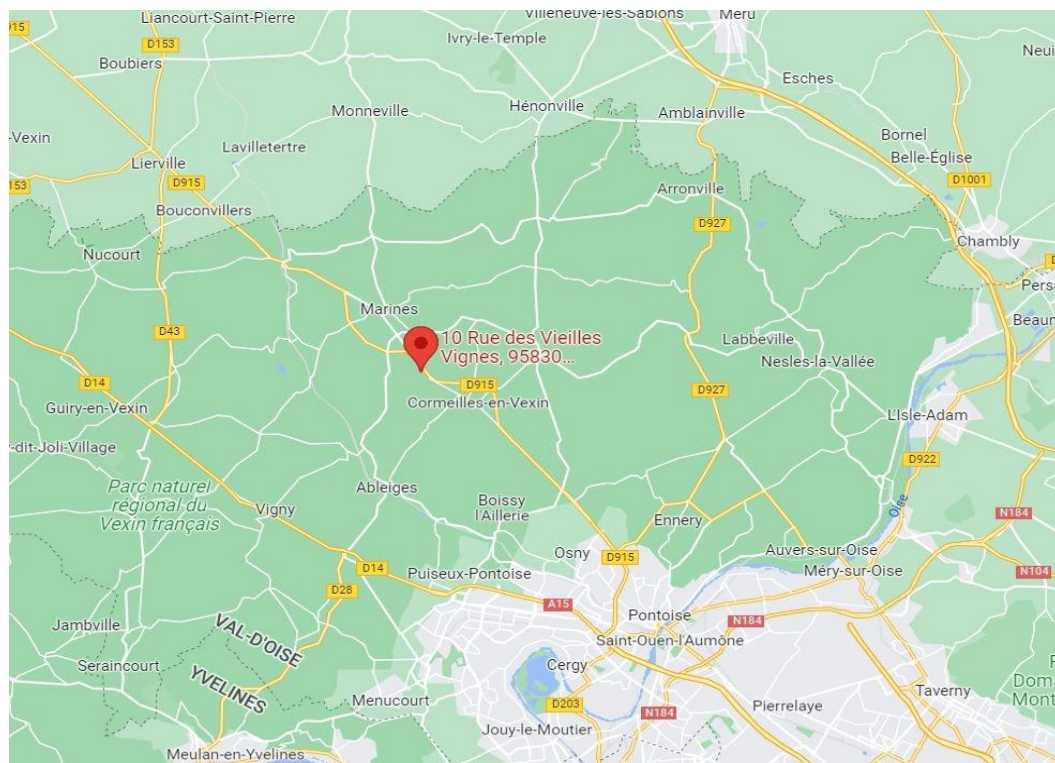 Liancourt-Saint-Pierre
Villeneuve-les-Sablons
Méru
D915
D153
Ivry-le-Temple
Boubiers
Esches
Monneville
Hénonville
Amblainville
-Vexin
Lavilletertre
Bornel
Belle-Église
Lierville
D153
D915
D1001
Bouconvillers
Arronville
D927
Nucourt
Chambly
Marines
D43
10 Rue des Vieilles
Vignes, 95830...
Labbeville
Nesles-la-Vallée
D14
D915
D927
Guiry-en-Vexin
Cormeilles-en-Vexin
L'Isle-Adam
-dit-Joli-Village
D922
Parc naturel
régional du
Vexin français
Ableiges
Boissy
l'Aillerie
Vigny
Ennery
Oise
N184
Osny
D915
Auvers-sur-Oise
Méry-sur-Oise
D14
Puiseux-Pontoise
N104
D28
A15
Pontoise
N184
Jambville
VAL-D'OISE
Saint-Ouen-l'Aumône
Seraincourt
YVELINES
Cergy
Menucourt
D203
N184
Pierrelaye
Taverny
Jouy-le-Moutier
Meulan-en-Yvelines